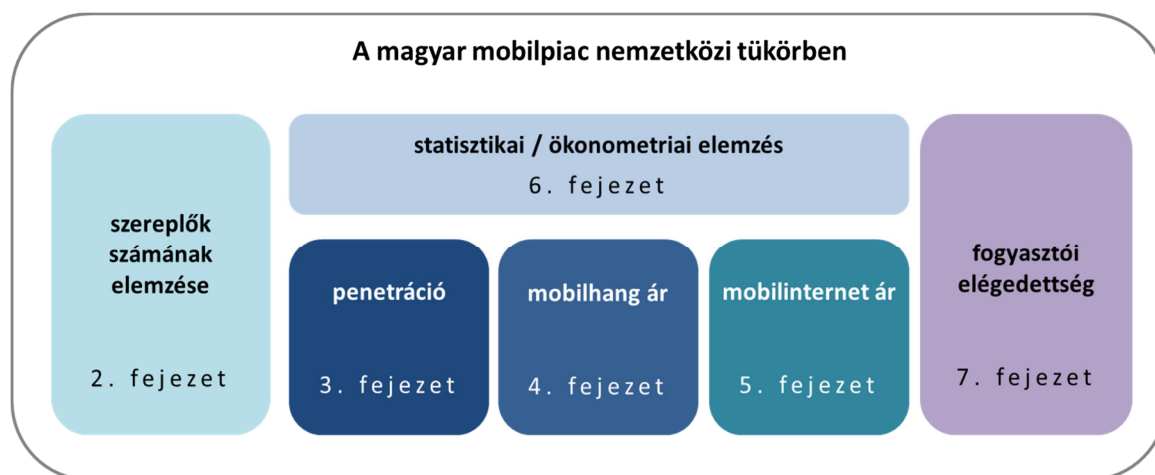 A magyar mobilpiac nemzetközi tükörben
szereplők
számának
elemzése
2. fejezet
statisztikai / ökonometriai elemzés
6. fejezet
penetráció
3. fejezet
mobilhang ár
4. fejezet
mobilinternet ár
5. fejezet
fogyasztói
elégedettség
7. fejezet